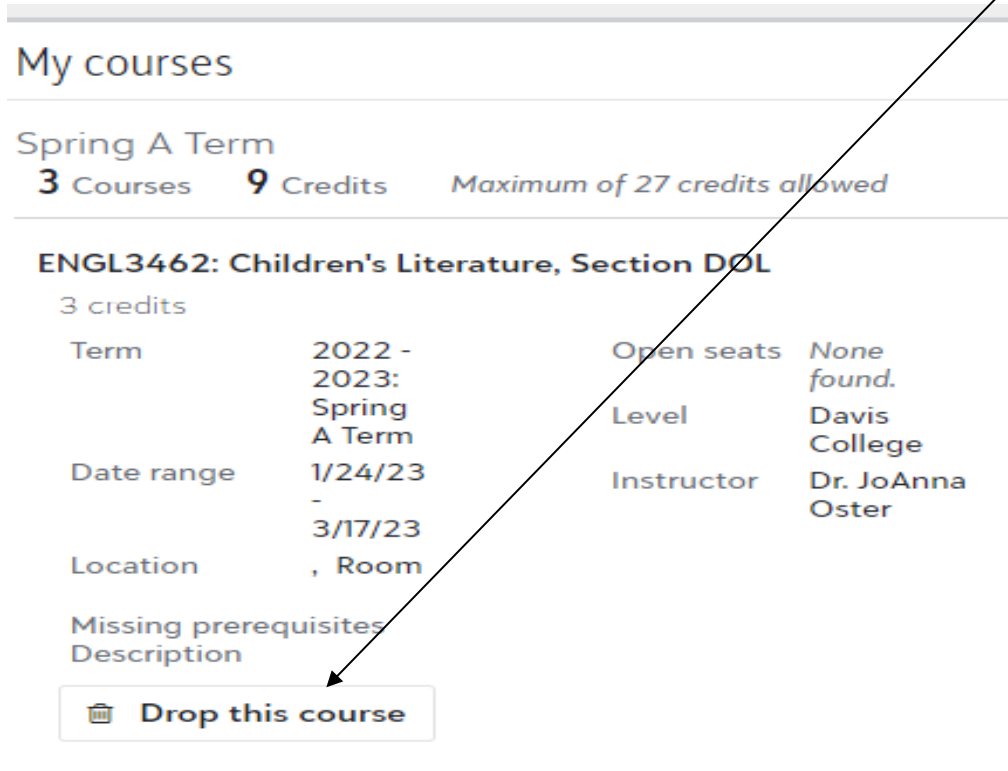 My courses
Spring A Term
3 Courses 9 Credits Maximum of 27 credits allowed
ENGL3462: Children's Literature, Section DOL
3 credits
Term
2022 -
2023:
Spring
A Term
Open seats
None
found.
Level
Davis
College
Date range
1/24/23
-
3/17/23
Instructor
Dr. JoAnna
Oster
Location
, Room
Missing prerequisites
Description
Drop this course